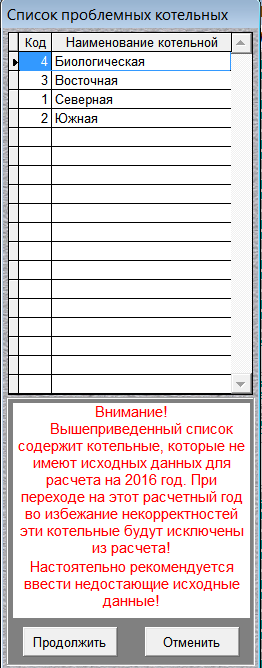 Список проблемных котельных
Код Наименование котельной
4 Биологическая
3 Восточная
1 Северная
2 Южная
Внимание!
Вышеприведенный список
содержит котельные, которые не
имеют исходных данных для
расчета на 2016 год. При
переходе на этот расчетный год
во избежание некорректностей
эти котельные будут исключены
из расчета!
Настоятельно рекомендуется
ввести недостающие исходные
данные!
Продолжить Отменить